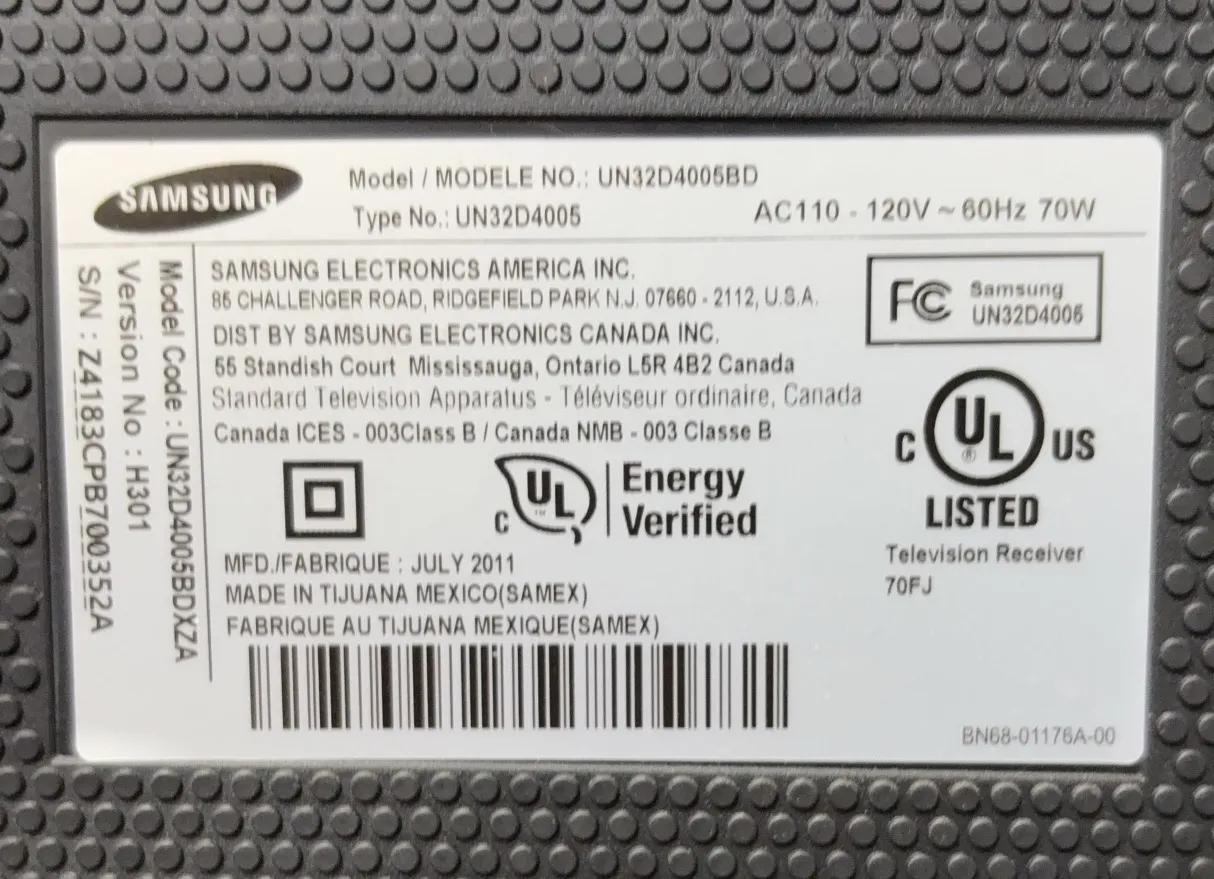 SAMSUNG
Model / MODELE NO.: UN32D4005BD
Type No.: UN32D4005
AC110 - 120V ~ 60Hz 70W
Model Code : UN32D4005BDXZA
Version No : H301
S/N : Z4183CPB700352A
SAMSUNG ELECTRONICS AMERICA INC.
85 CHALLENGER ROAD, RIDGEFIELD PARK N.J. 07660 - 2112, U.S.A.
DIST BY SAMSUNG ELECTRONICS CANADA INC.
55 Standish Court Mississauga, Ontario L5R 4B2 Canada
Standard Television Apparatus - Téléviseur ordinaire, Canada
Canada ICES - 003Class B / Canada NMB - 003 Classe B
FC Samsung
UN32D4005
C UL® US
LISTED
Television Receiver
70FJ
C UL™ Energy
Verified
MFD./FABRIQUE : JULY 2011
MADE IN TIJUANA MEXICO(SAMEX)
FABRIQUE AU TIJUANA MEXIQUE(SAMEX)
BN68-01176A-00